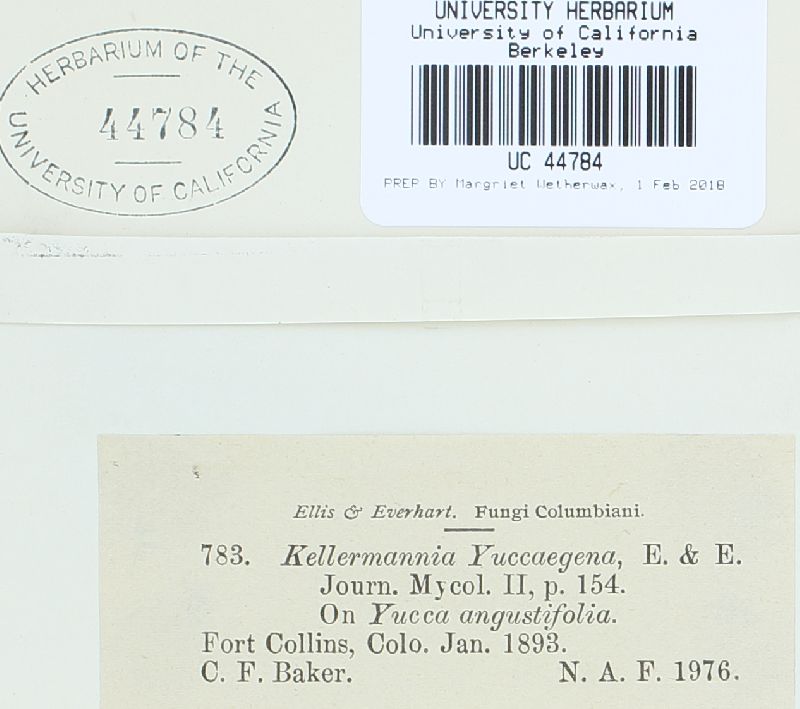 HERBARIUM OF THE
44784
UNIVERSITY OF CALIFORNIA
UNIVERSITY HERBARIUM
University of California
Berkeley
UC 44784
PREP BY Margriet Wetherwax, 1 Feb 2018
Ellis & Everhart. Fungi Columbiani.
783. Kellermannia Yuccaegena, E. & E.
Journ. Mycol. II, p. 154.
On Yucca angustifolia.
Fort Collins, Colo. Jan. 1893.
C. F. Baker. N. A. F. 1976.